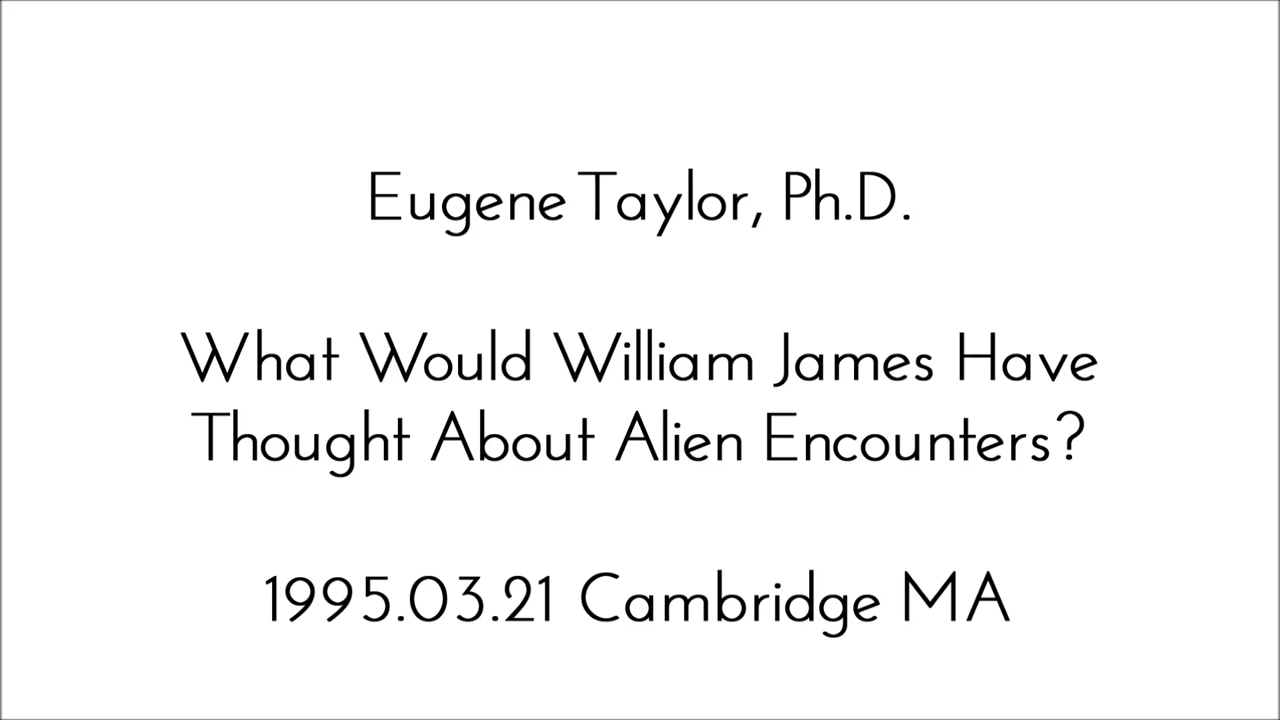 Eugene Taylor, Ph.D.
What Would William James Have
Thought About Alien Encounters?
1995.03.21 Cambridge MA